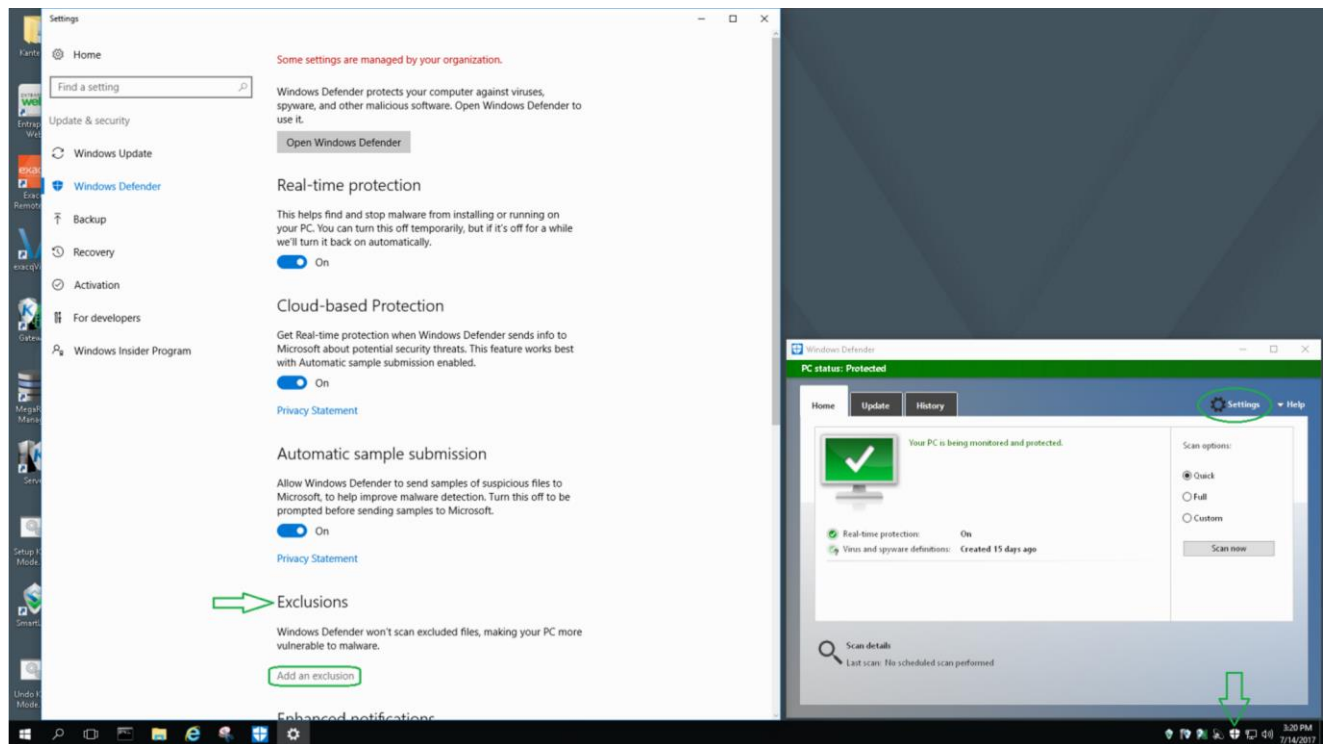 Settings
Home
Some settings are managed by your organization.
Find a setting
Windows Defender protects your computer against viruses,
spyware, and other malicious software. Open Windows Defender to
use it.
Open Windows Defender
Update & security
Windows Update
Windows Defender
Backup
Recovery
Activation
For developers
Windows Insider Program
Real-time protection
This helps find and stop malware from installing or running on
your PC. You can turn this off temporarily, but if it's off for a while
we'll turn it back on automatically.
On
Cloud-based Protection
Get Real-time protection when Windows Defender sends info to
Microsoft about potential security threats. This feature works best
with Automatic sample submission enabled.
On
Privacy Statement
Automatic sample submission
Allow Windows Defender to send samples of suspicious files to
Microsoft, to help improve malware detection. Turn this off to be
prompted before sending samples to Microsoft.
On
Privacy Statement
Exclusions
Windows Defender won't scan excluded files, making your PC more
vulnerable to malware.
Add an exclusion
Enhanced notifications
Windows Defender
PC status: Protected
Home
Update
History
Settings
Help
Your PC is being monitored and protected.
Real-time protection: On
Virus and spyware definitions: Created 15 days ago
Scan options:
Quick
Full
Custom
Scan now
Scan details
Last scan: No scheduled scan performed
Setup
Mode.
Undo
Mode.
3:20 PM
7/14/2017